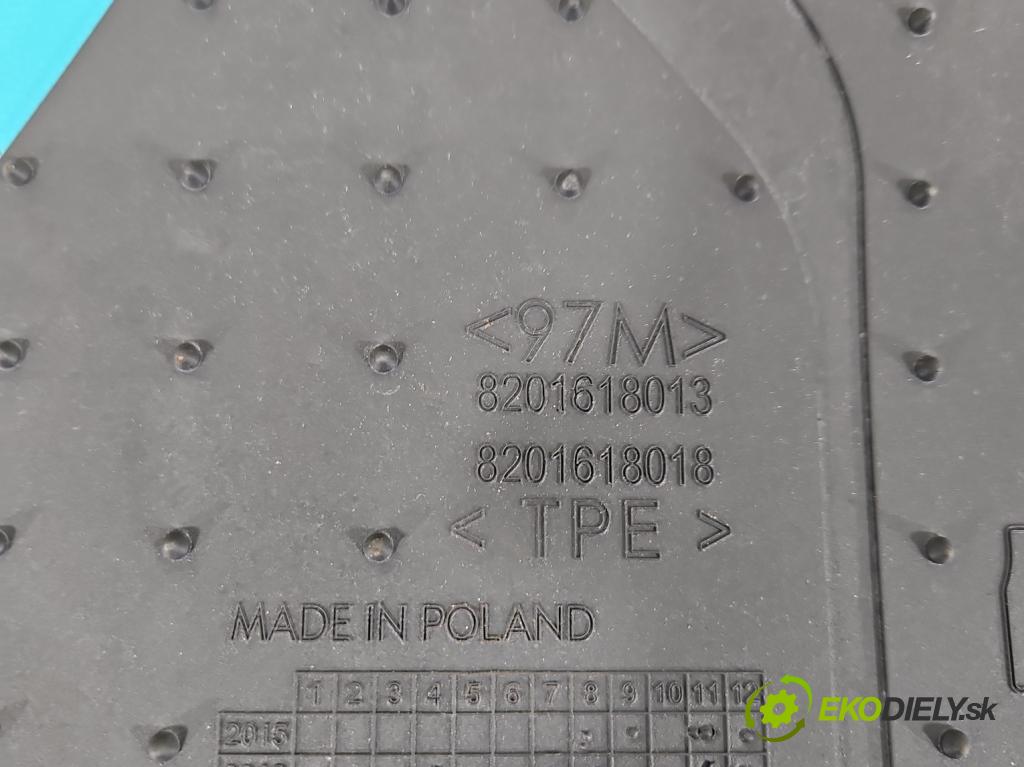 <97M>
8201618013
8201618018
< TPE >
MADE IN POLAND
1 2 3 4 5 6 7 8 9 10 11 12
2015
EKODIELY.sk